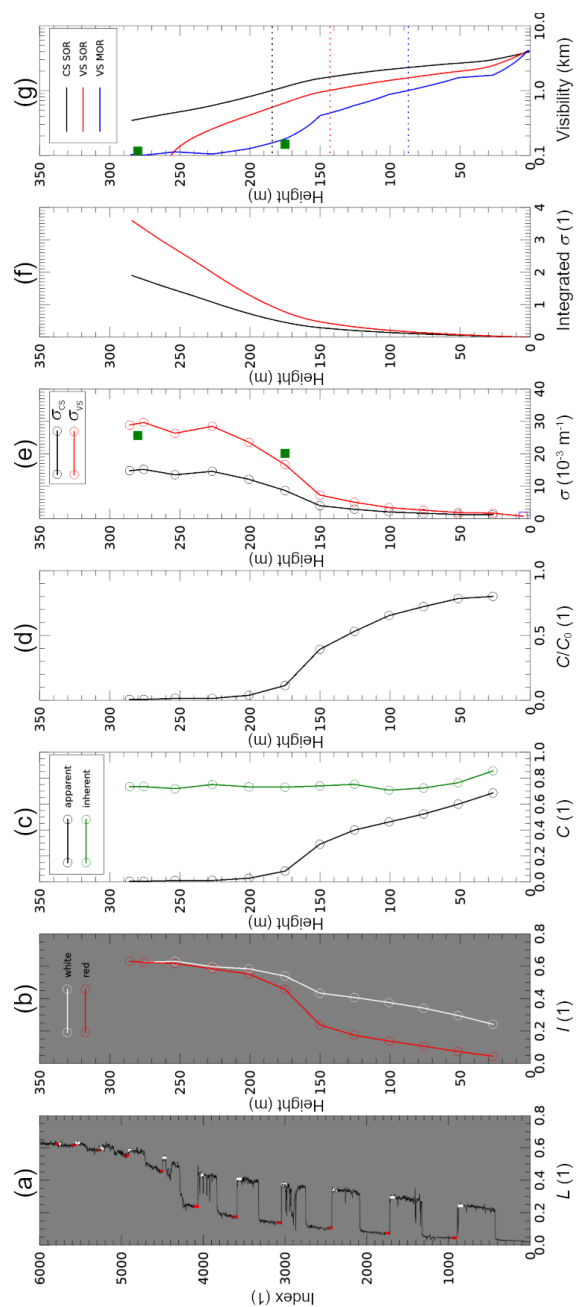 (a)
6000
5000
4000
3000
2000
1000
Index (1)
0.0 0.2 0.4 0.6 0.8
L (1)
(b)
white
red
350
300
250
200
150
100
50
Height (m)
0.0 0.2 0.4 0.6 0.8
I (1)
(c)
apparent
inherent
350
300
250
200
150
100
50
Height (m)
0.0 0.2 0.4 0.6 0.8 1.0
C (1)
(d)
350
300
250
200
150
100
50
Height (m)
0.0 0.5 1.0
C/C₀ (1)
(e)
σCS
σVS
350
300
250
200
150
100
50
Height (m)
0 10 20 30 40
σ (10⁻³ m⁻¹)
(f)
350
300
250
200
150
100
50
Height (m)
0 1 2 3 4
Integrated σ (1)
(g)
CS SOR
VS SOR
VS MOR
350
300
250
200
150
100
50
0
Height (m)
0.1 1.0 10.0
Visibility (km)